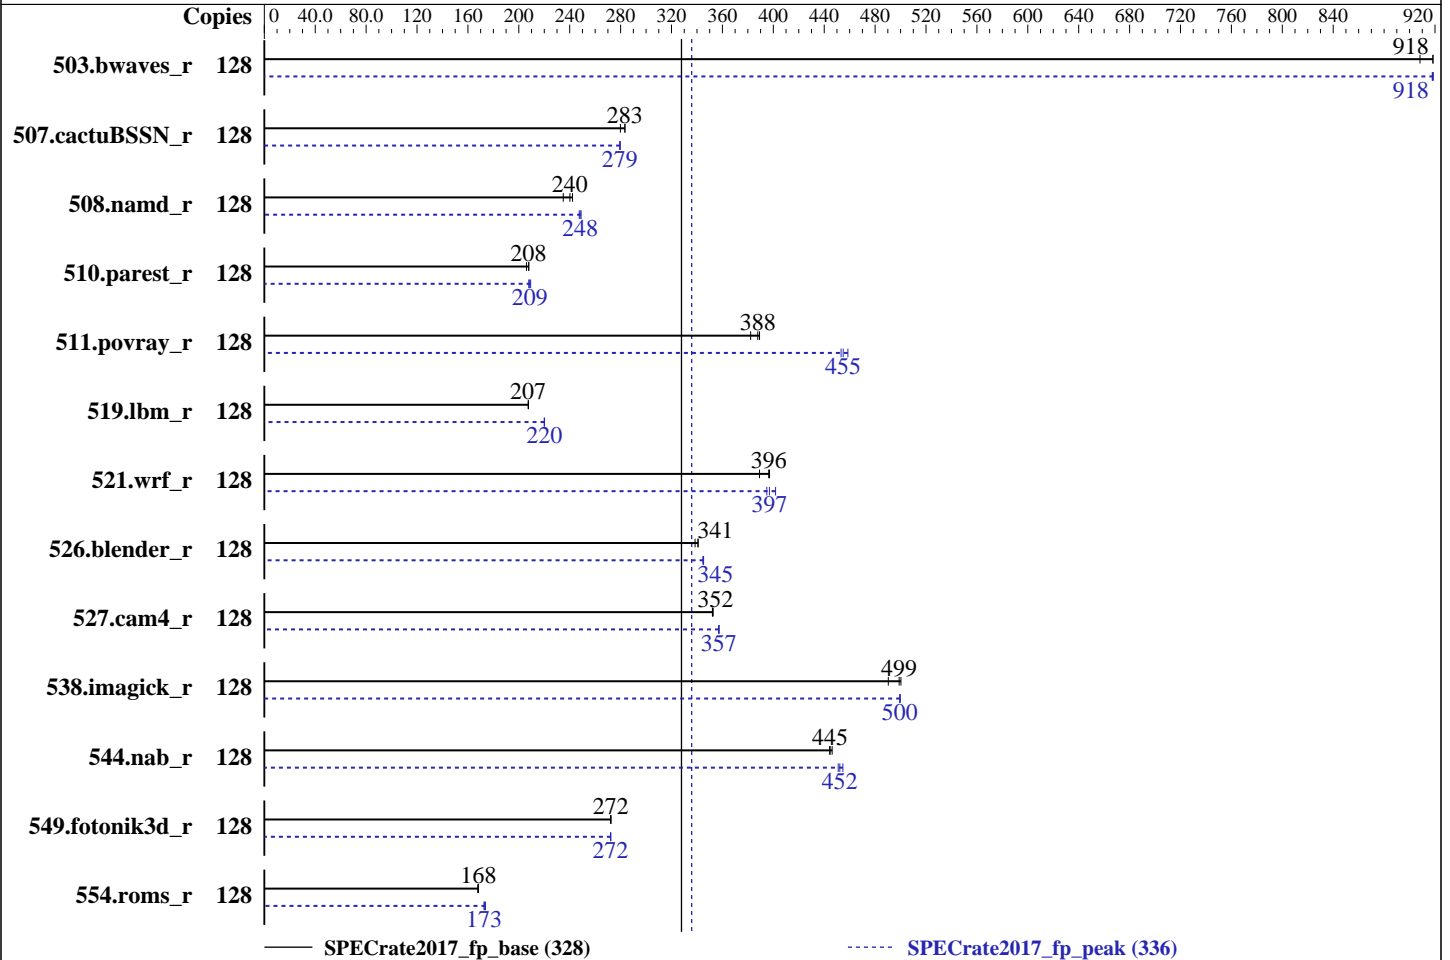 Copies 0 40.0 80.0 120 160 200 240 280 320 360 400 440 480 520 560 600 640 680 720 760 800 840 920
918
503.bwaves_r 128
918
283
507.cactuBSSN_r 128
279
240
508.namd_r 128
248
208
510.parest_r 128
209
388
511.povray_r 128
455
207
519.lbm_r 128
220
396
521.wrf_r 128
397
341
526.blender_r 128
345
352
527.cam4_r 128
357
499
538.imagick_r 128
500
445
544.nab_r 128
452
272
549.fotonik3d_r 128
272
168
554.roms_r 128
173
SPECrate2017_fp_base (328) SPECrate2017_fp_peak (336)